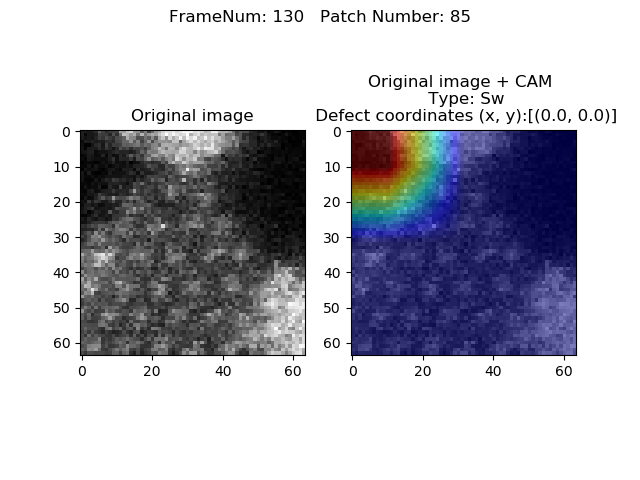 FrameNum: 130   Patch Number: 85
Original image
0
10
20
30
40
50
60
0 20 40 60
Original image + CAM
Type: Sw
Defect coordinates (x, y):[(0.0, 0.0)]
0
10
20
30
40
50
60
0 20 40 60